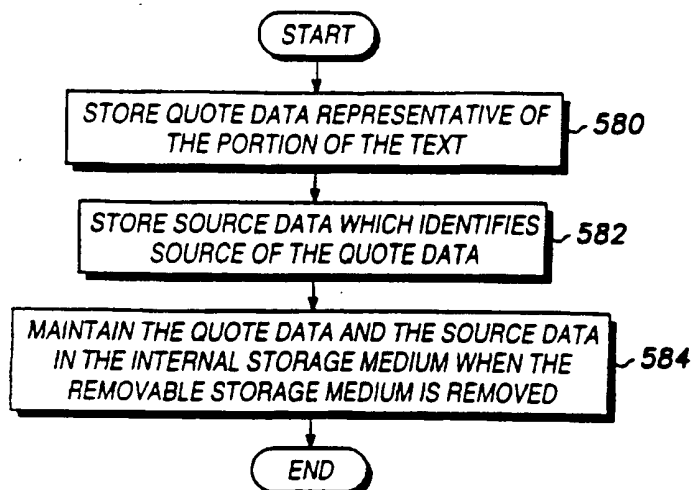 START
STORE QUOTE DATA REPRESENTATIVE OF
THE PORTION OF THE TEXT
580
STORE SOURCE DATA WHICH IDENTIFIES
SOURCE OF THE QUOTE DATA
582
MAINTAIN THE QUOTE DATA AND THE SOURCE DATA
IN THE INTERNAL STORAGE MEDIUM WHEN THE
REMOVABLE STORAGE MEDIUM IS REMOVED
584
END